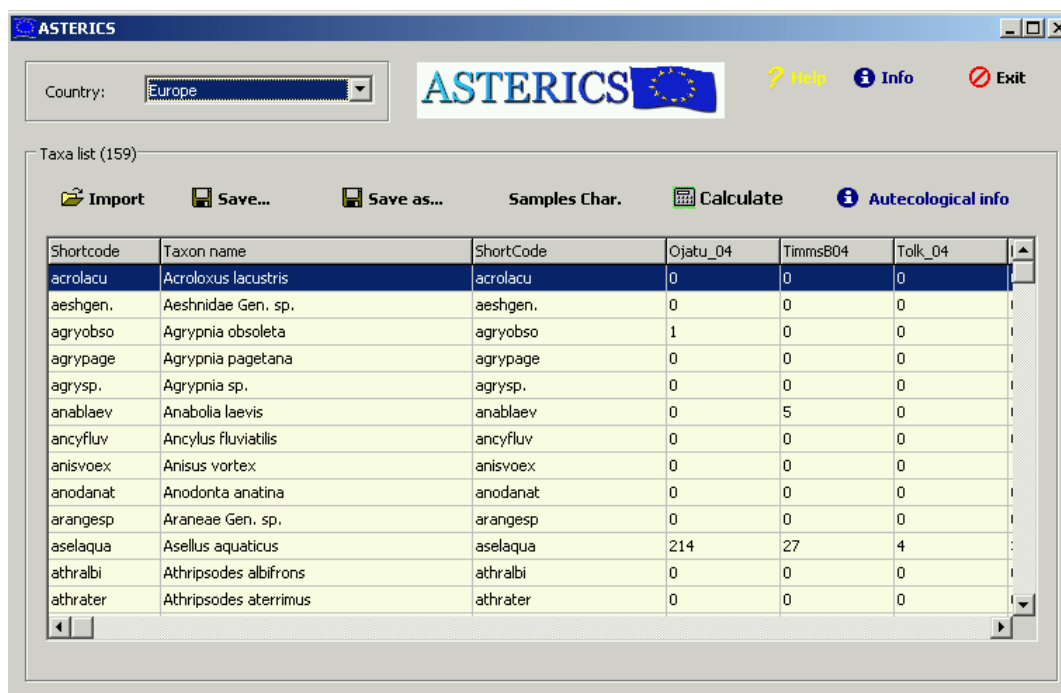 ASTERICS
Country: Europe ASTERICS Help Info Exit
Taxa list (159)
Import Save... Save as... Samples Char. Calculate Autecological info
Shortcode Taxon name ShortCode Ojatu_04 TimmsB04 Tolk_04
acrolacu Acroloxus lacustris acrolacu 0 0 0
aeshgen. Aeshnidae Gen. sp. aeshgen. 0 0 0
agryobso Agrypnia obsoleta agryobso 1 0 0
agrypage Agrypnia pagetana agrypage 0 0 0
agrysp. Agrypnia sp. agrysp. 0 0 0
anablaev Anabolia laevis anablaev 0 5 0
ancyfluv Ancylus fluviatilis ancyfluv 0 0 0
anisvoex Anisus vortex anisvoex 0 0 0
anodanat Anodonta anatina anodanat 0 0 0
arangesp Araneae Gen. sp. arangesp 0 0 0
aselaqua Asellus aquaticus aselaqua 214 27 4
athralbi Athripsodes albifrons athralbi 0 0 0
athrater Athripsodes aterrimus athrater 0 0 0